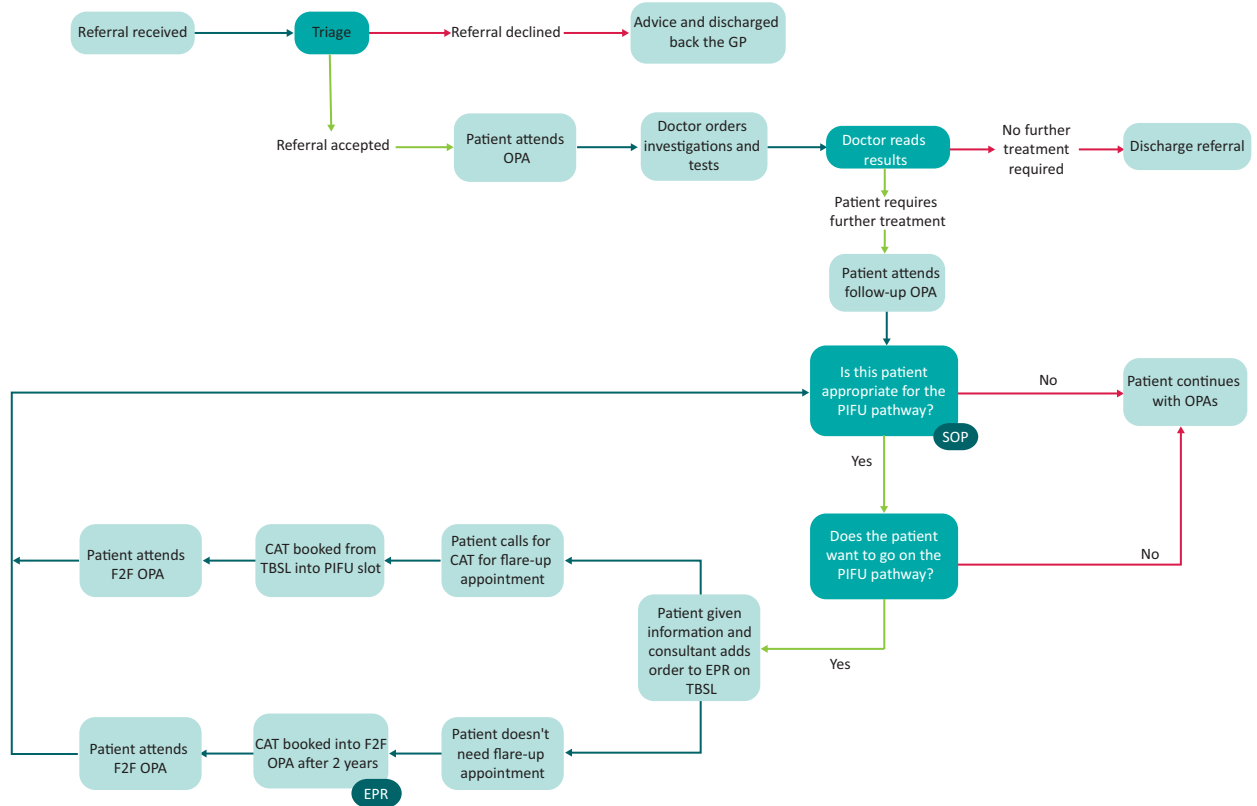 Referral received
Triage
Referral declined
Advice and discharged
back the GP
Referral accepted
Patient attends
OPA
Doctor orders
investigations and
tests
Doctor reads
results
No further
treatment
required
Discharge referral
Patient requires
further treatment
Patient attends
follow-up OPA
Is this patient
appropriate for the
PIFU pathway?
SOP
No
Patient continues
with OPAs
Yes
Does the patient
want to go on the
PIFU pathway?
No
Yes
Patient given
information and
consultant adds
order to EPR on
TBSL
Patient calls for
CAT for flare-up
appointment
CAT booked from
TBSL into PIFU slot
Patient attends
F2F OPA
Patient doesn't
need flare-up
appointment
CAT booked into F2F
OPA after 2 years
EPR
Patient attends
F2F OPA